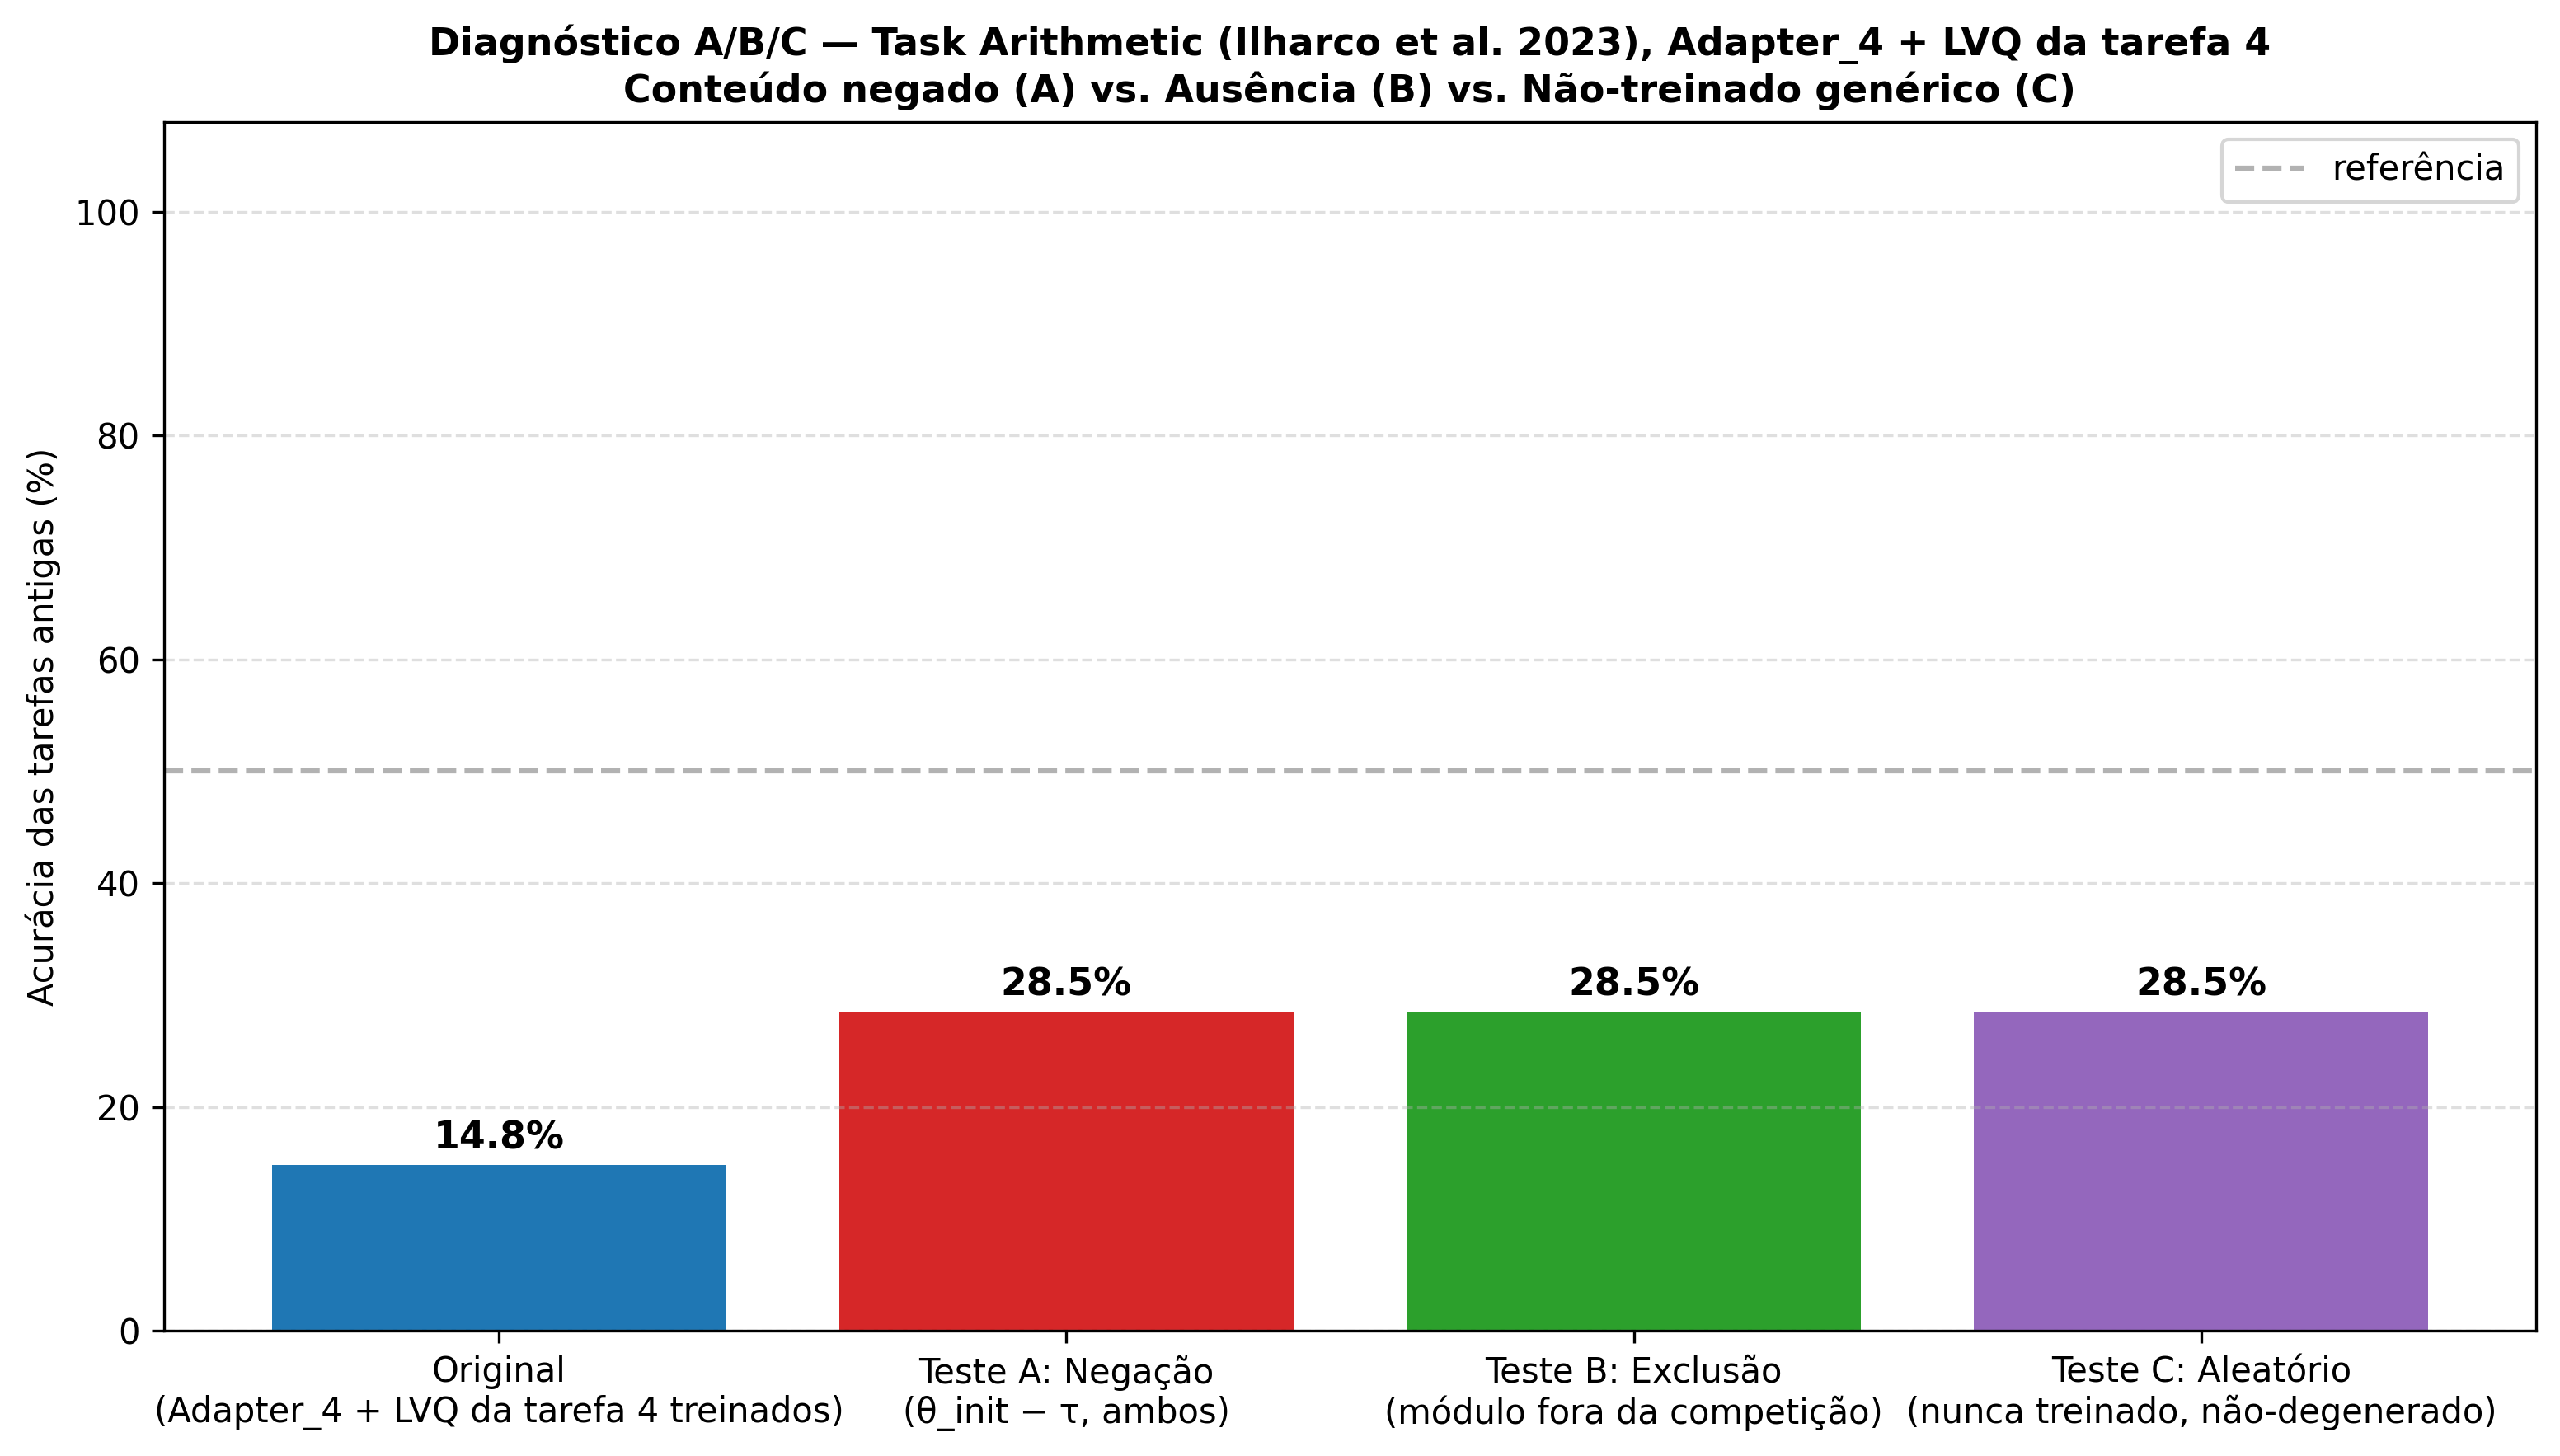 Diagnóstico A/B/C — Task Arithmetic (Ilharco et al. 2023), Adapter_4 + LVQ da tarefa 4
Conteúdo negado (A) vs. Ausência (B) vs. Não-treinado genérico (C)
referência
100
80
60
40
20
0
Acurácia das tarefas antigas (%)
14.8%
28.5%
28.5%
28.5%
Original
(Adapter_4 + LVQ da tarefa 4 treinados)
Teste A: Negação
(θ_init − τ, ambos)
Teste B: Exclusão
(módulo fora da competição)
Teste C: Aleatório
(nunca treinado, não-degenerado)